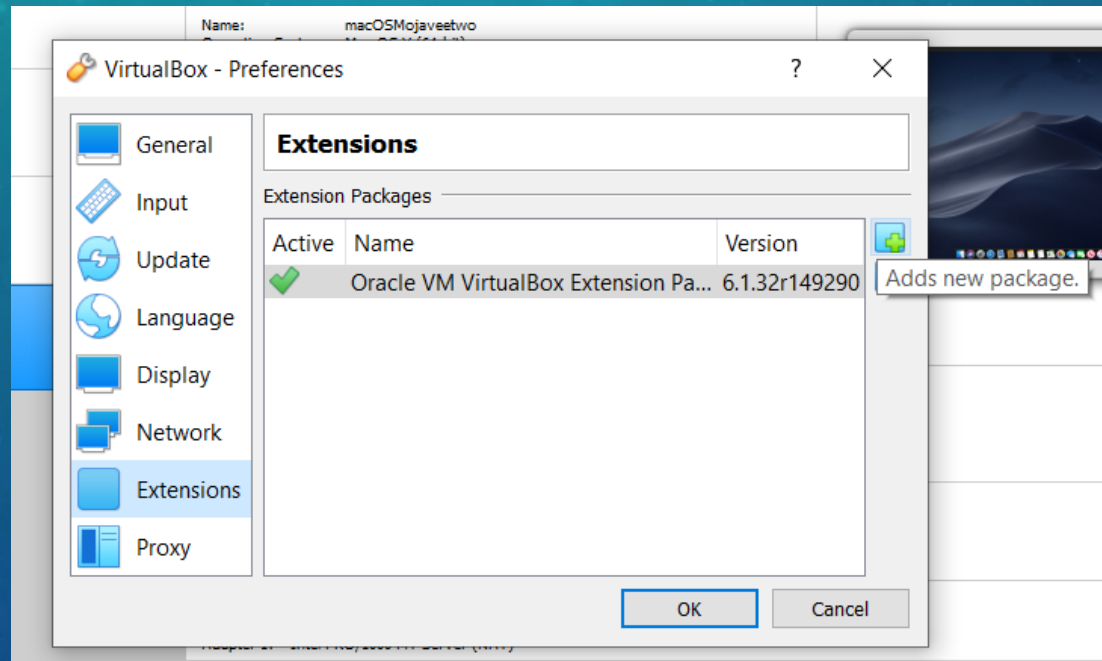 Name: macOSMojaveetwo
VirtualBox - Preferences ?
General
Input
Update
Language
Display
Network
Extensions
Proxy
Extensions
Extension Packages
Active Name Version
Oracle VM VirtualBox Extension Pa... 6.1.32r149290
Adds new package.
OK Cancel